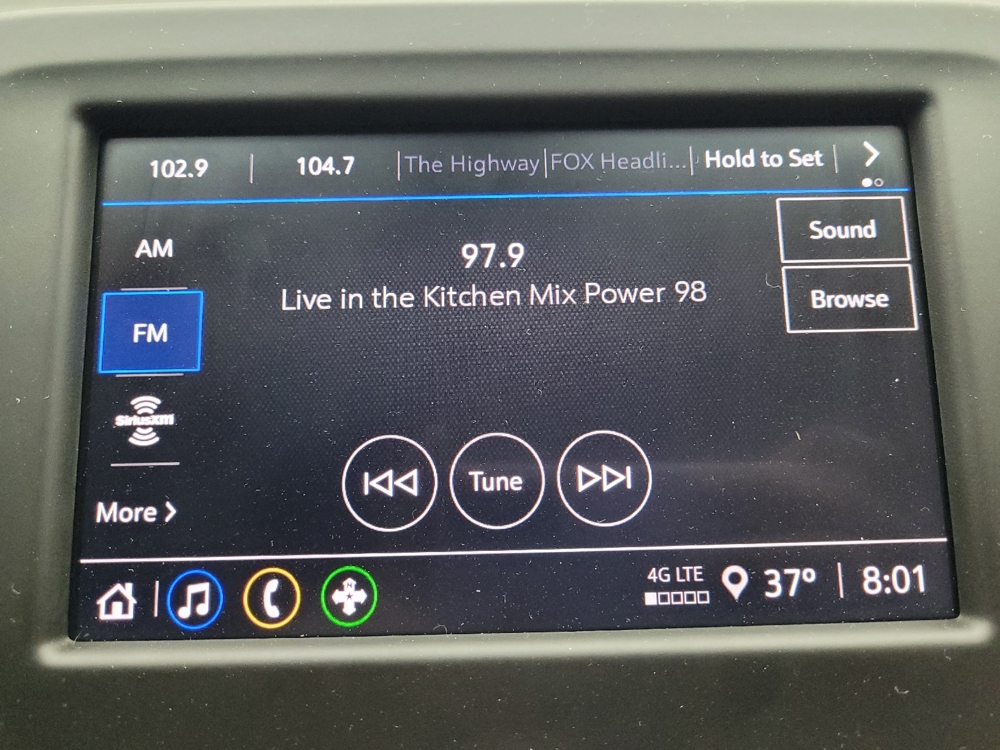 102.9 | 104.7 | The Highway | FOX Headli... | Hold to Set | >
AM
FM
SiriusXM
More >
97.9
Live in the Kitchen Mix Power 98
Sound
Browse
Tune
4G LTE
37° | 8:01